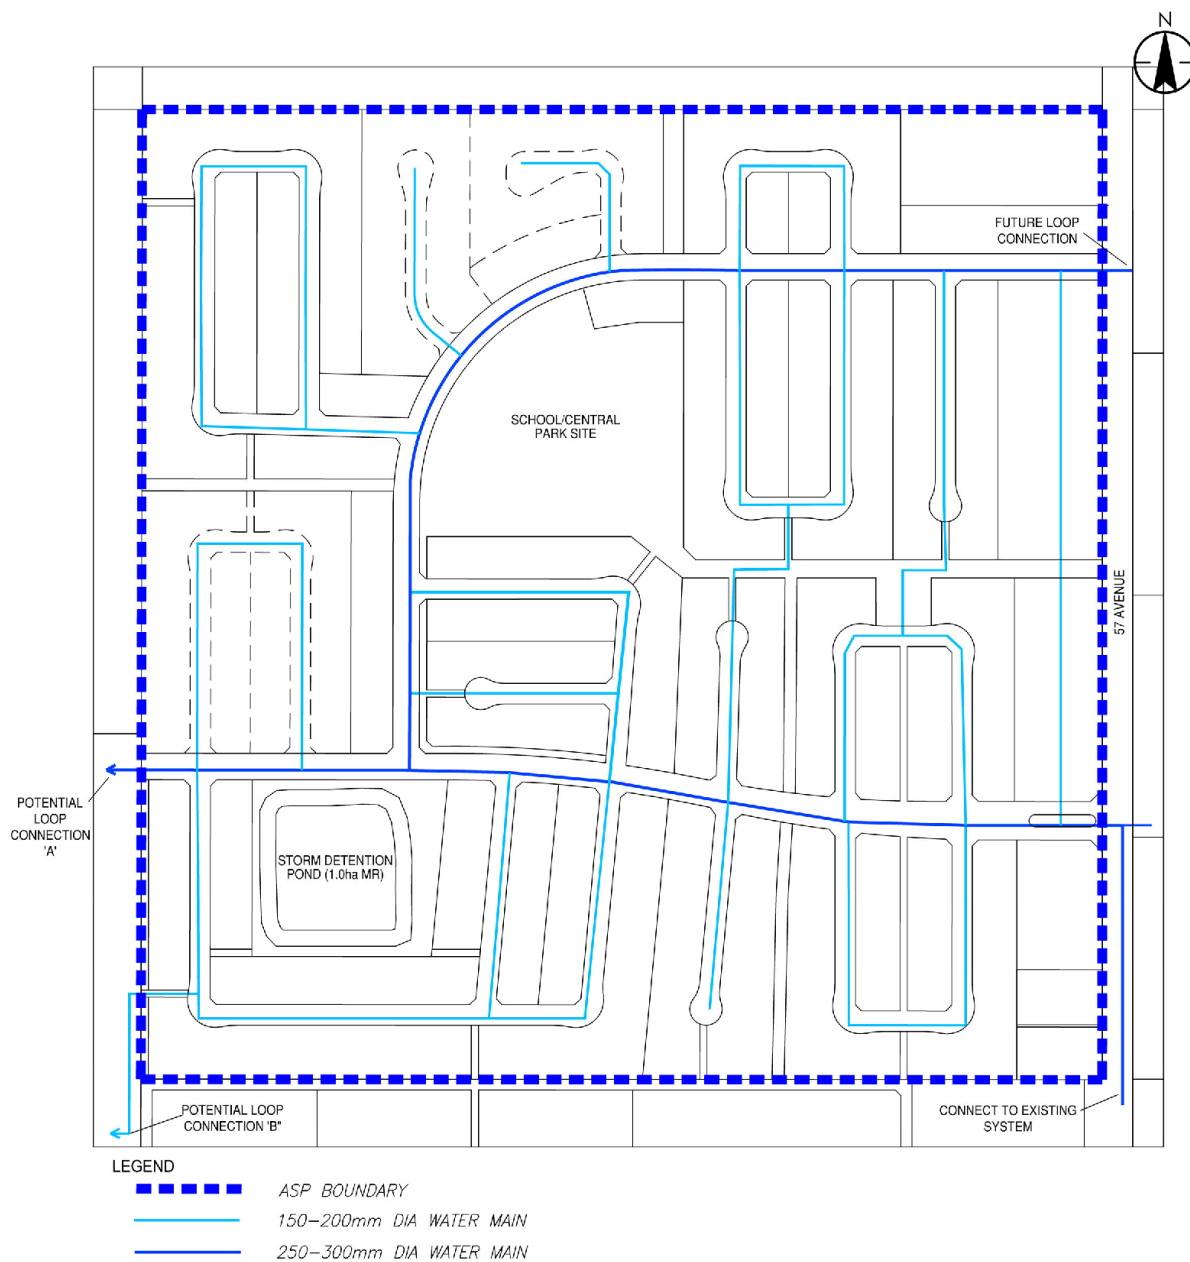 N
FUTURE LOOP
CONNECTION
SCHOOL/CENTRAL
PARK SITE
57 AVENUE
POTENTIAL
LOOP
CONNECTION
'A'
STORM DETENTION
POND (1.0ha MR)
POTENTIAL LOOP
CONNECTION 'B"
CONNECT TO EXISTING
SYSTEM
LEGEND
ASP BOUNDARY
150-200mm DIA WATER MAIN
250-300mm DIA WATER MAIN